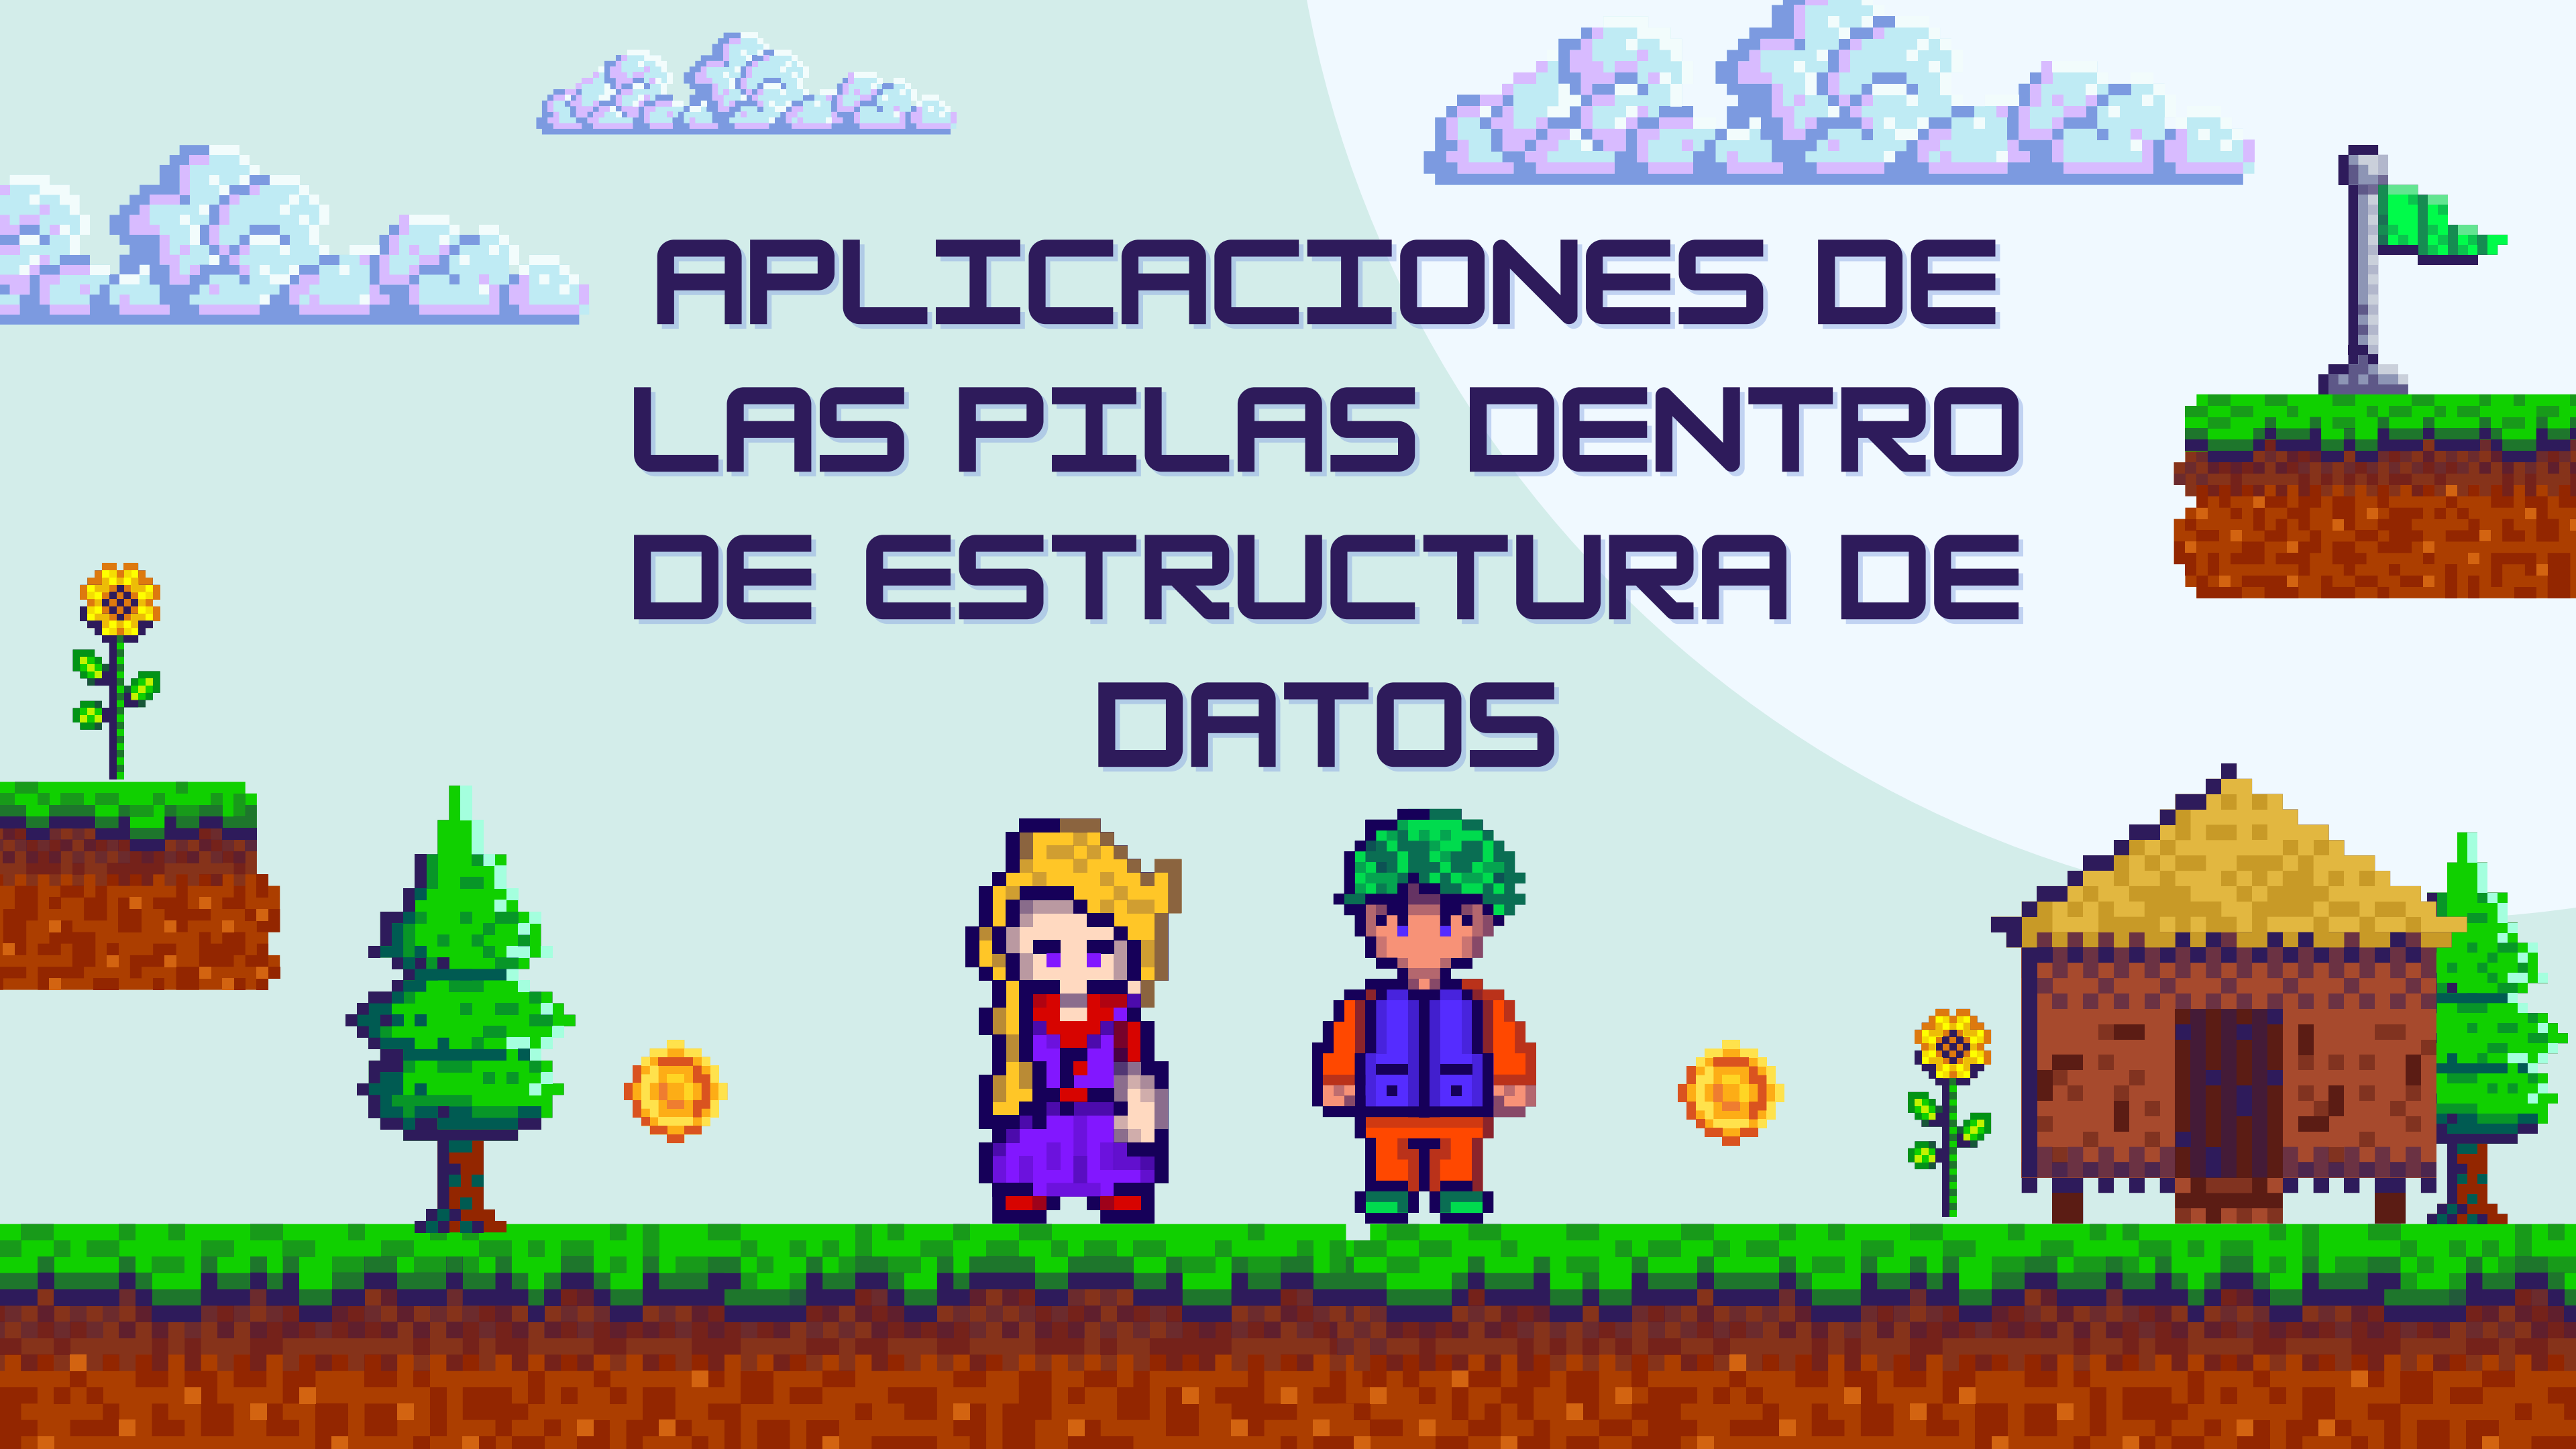 APLICACIONES DE
LAS PILAS DENTRO
DE ESTRUCTURA DE
DATOS